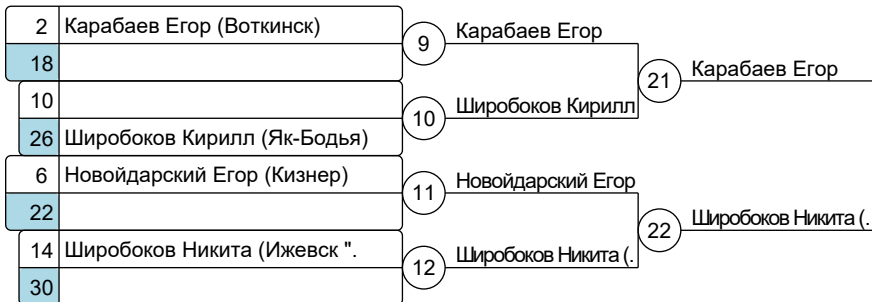 2 Карабаев Егор (Воткинск)
18
10
26 Широбоков Кирилл (Як-Бодья)
6 Новойдарский Егор (Кизнер)
22
14 Широбоков Никита (Ижевск ".
30
9 Карабаев Егор
10 Широбоков Кирилл
11 Новойдарский Егор
12 Широбоков Никита (.
21 Карабаев Егор
22 Широбоков Никита (.